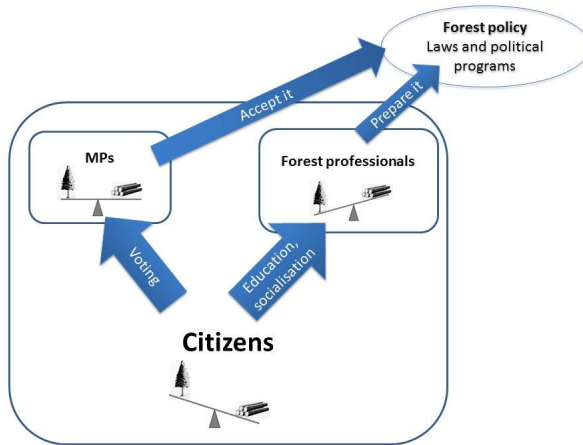 Forest policy
Laws and political
programs
Accept it
Prepare it
MPs
Forest professionals
Voting
Education,
socialisation
Citizens